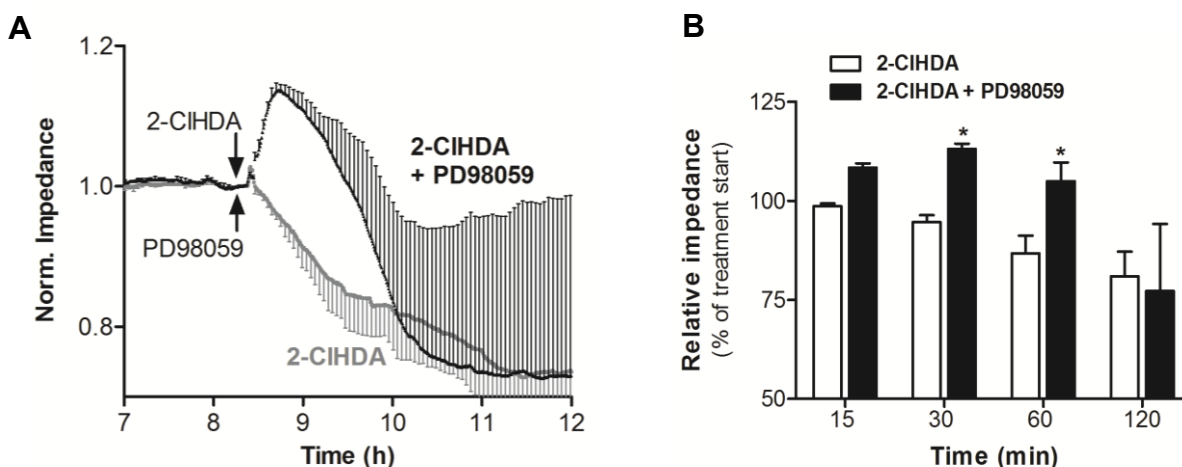 A
Norm. Impedance
1.2
1.0
0.8
2-ClHDA
PD98059
2-ClHDA
+ PD98059
2-ClHDA
7 8 9 10 11 12
Time (h)
B
2-ClHDA
2-ClHDA + PD98059
Relative impedance
(% of treatment start)
125
100
75
50
* *
15 30 60 120
Time (min)